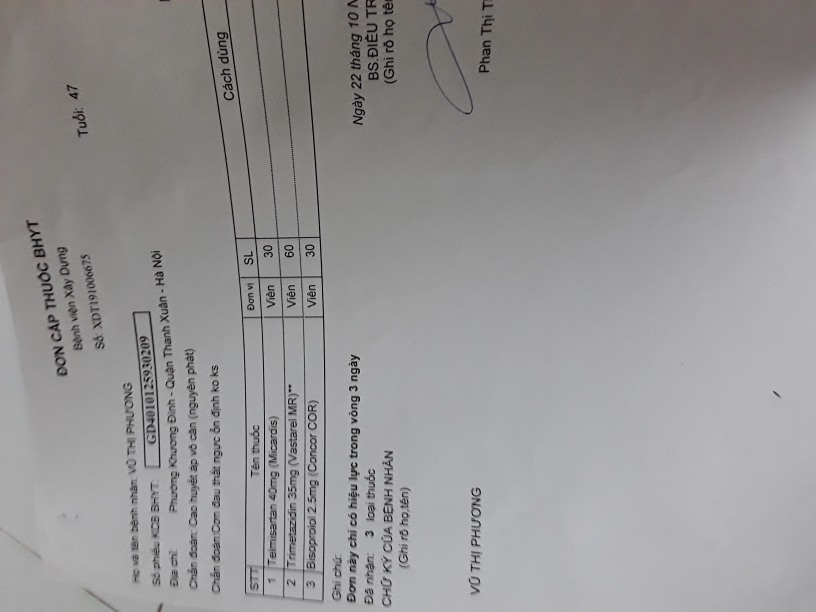 ĐƠN CẤP THUỐC BHYT
Bệnh viện Xây Dựng
Số: XDT191006675
Tuổi: 47
Họ và tên bệnh nhân: VŨ THỊ PHƯƠNG
Số phiếu KCB BHYT: GD4010125930209
Địa chỉ: Phường Khương Đình - Quận Thanh Xuân - Hà Nội
Chẩn đoán: Cao huyết áp vô căn (nguyên phát)
Chẩn đoán:Cơn đau thắt ngực ổn định ko ks
STT Tên thuốc Đơn vị SL Cách dùng
1 Telmisartan 40mg (Micardis) Viên 30
2 Trimetazidin 35mg (Vastarel MR)** Viên 60
3 Bisoprolol 2.5mg (Concor COR) Viên 30
Ghi chú:
Đơn này chỉ có hiệu lực trong vòng 3 ngày
Đã nhận: 3 loại thuốc
CHỮ KÝ CỦA BỆNH NHÂN
(Ghi rõ họ,tên)
VŨ THỊ PHƯƠNG
Ngày 22 tháng 10 N
BS.ĐIỀU TR
(Ghi rõ họ tên
Phan Thị T